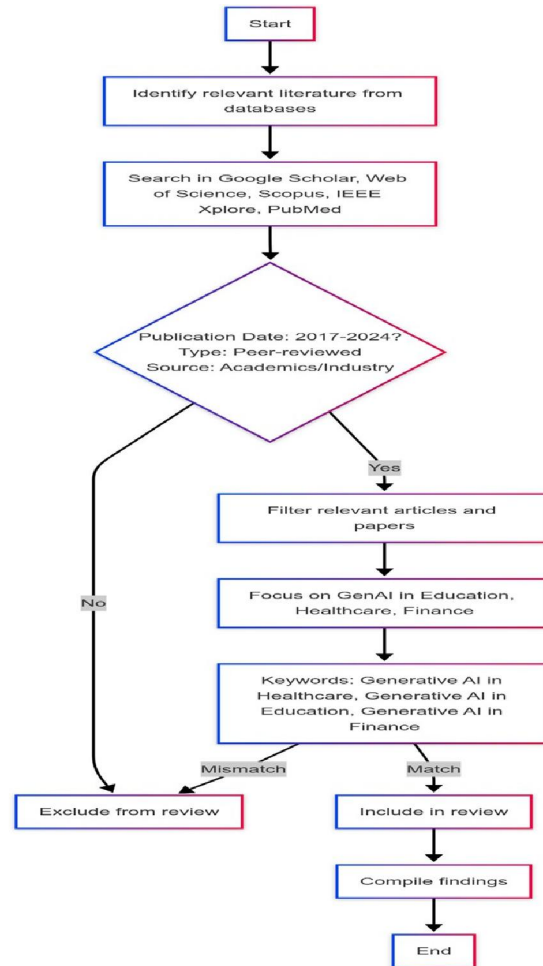 Start
Identify relevant literature from
databases
Search in Google Scholar, Web
of Science, Scopus, IEEE
Xplore, PubMed
Publication Date: 2017-2024?
Type: Peer-reviewed
Source: Academics/Industry
Yes
Filter relevant articles and
papers
Focus on GenAI in Education,
Healthcare, Finance
No
Keywords: Generative AI in
Healthcare, Generative AI in
Education, Generative AI in
Finance
Mismatch
Match
Exclude from review
Include in review
Compile findings
End